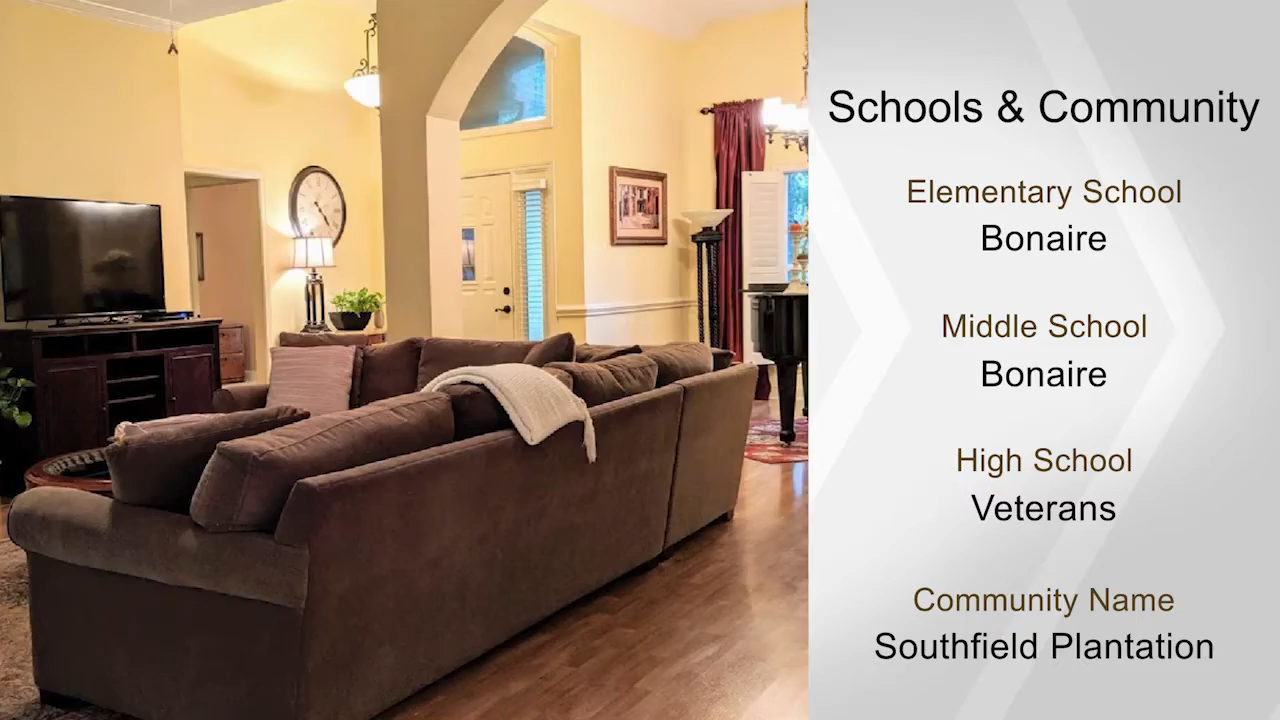 Schools & Community
Elementary School
Bonaire
Middle School
Bonaire
High School
Veterans
Community Name
Southfield Plantation